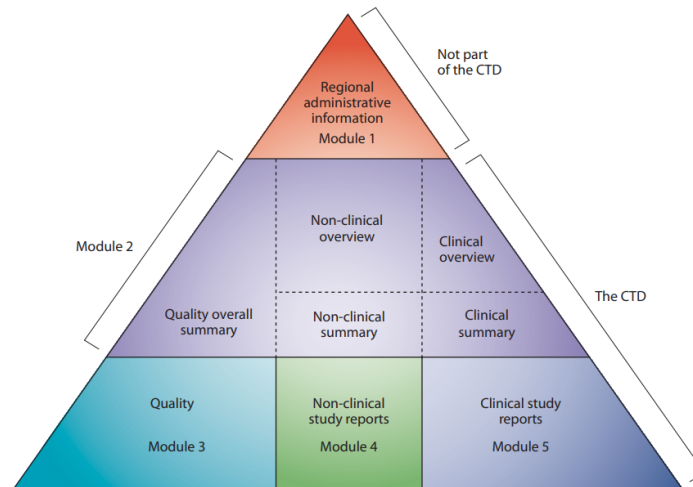 Not part
of the CTD
Regional
administrative
information
Module 1
Module 2
Non-clinical
overview
Clinical
overview
The CTD
Quality overall
summary
Non-clinical
summary
Clinical
summary
Quality
Module 3
Non-clinical
study reports
Module 4
Clinical study
reports
Module 5